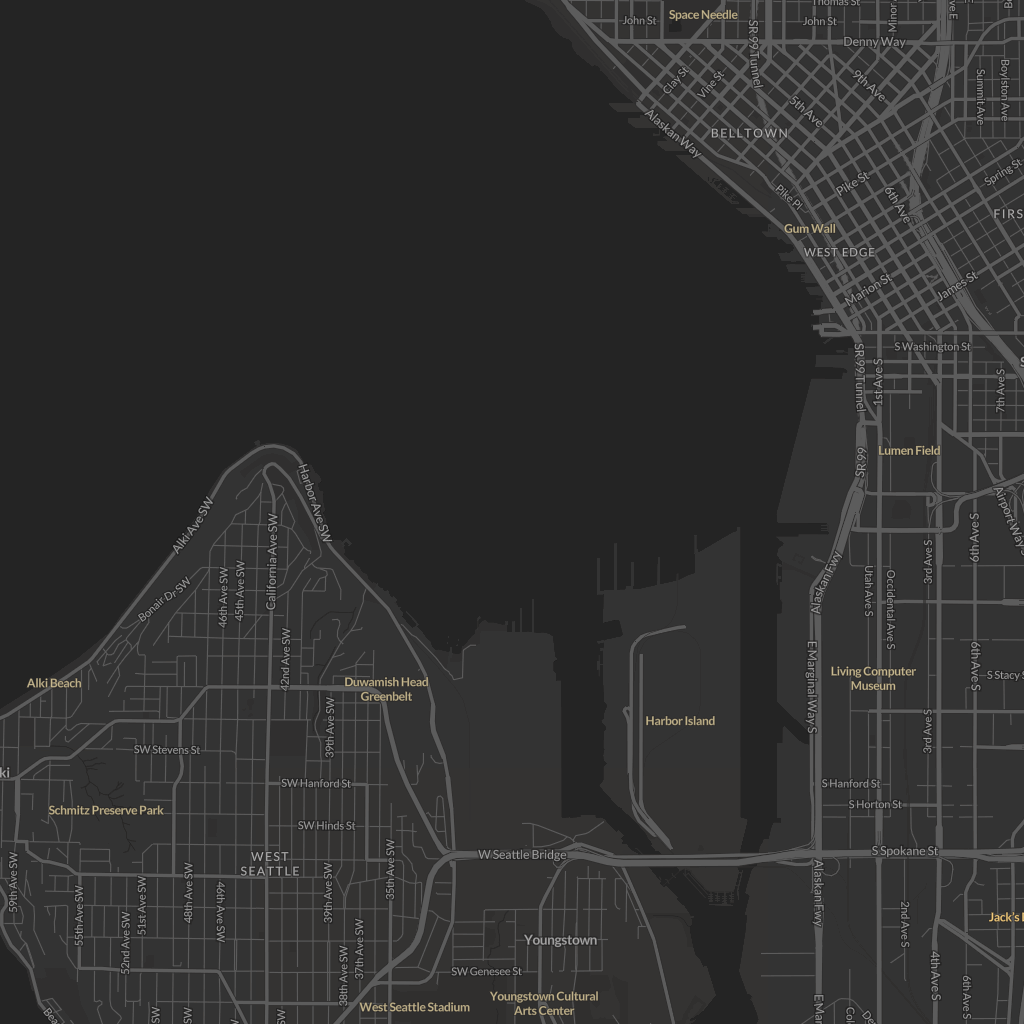 Thomas St
Space Needle
John St
John St
Denny Way
SR 99 Tunnel
Minor
Ave E
Clay St
Vine St
9th Ave
5th Ave
Summit Ave
Boylston Ave
Alaskan Way
BELLTOWN
Pike St
Spring St
Pike Pl
6th Ave
FIRS
Gum Wall
WEST EDGE
Marion St
James St
S Washington St
SR 99 Tunnel
1st Ave S
7th Ave S
Lumen Field
SR 99
Harbor Ave SW
Alki Ave SW
California Ave SW
Airport Way
6th Ave S
3rd Ave S
Alaskan Fwy
Utah Ave S
Occidental Ave S
Bonair Dr SW
46th Ave SW
45th Ave SW
42nd Ave SW
E Marginal Way S
6th Ave S
Living Computer
Museum
S Stacy S
Alki Beach
Duwamish Head
Greenbelt
39th Ave SW
Harbor Island
3rd Ave S
SW Stevens St
ki
SW Hanford St
S Hanford St
S Horton St
Schmitz Preserve Park
SW Hinds St
W Seattle Bridge
S Spokane St
WEST
SEATTLE
59th Ave SW
55th Ave SW
52nd Ave SW
51st Ave SW
48th Ave SW
46th Ave SW
39th Ave SW
35th Ave SW
38th Ave SW
37th Ave SW
Alaskan Fwy
2nd Ave S
Jack's
Youngstown
SW Genesee St
4th Ave S
6th Ave S
West Seattle Stadium
Youngstown Cultural
Arts Center
E Mar
Bea
SW
SW
SW